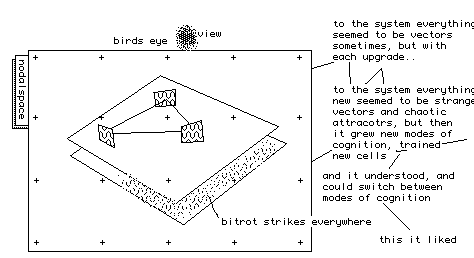 birds eye view
nodal space
bitrot strikes everywhere
to the system everything
seemed to be vectors
sometimes, but with
each upgrade..
to the system everything
new seemed to be strange
vectors and chaotic
attracotrs, but then
it grew new modes of
cognition, trained
new cells
and it understood, and
could switch between
modes of cognition
this it liked